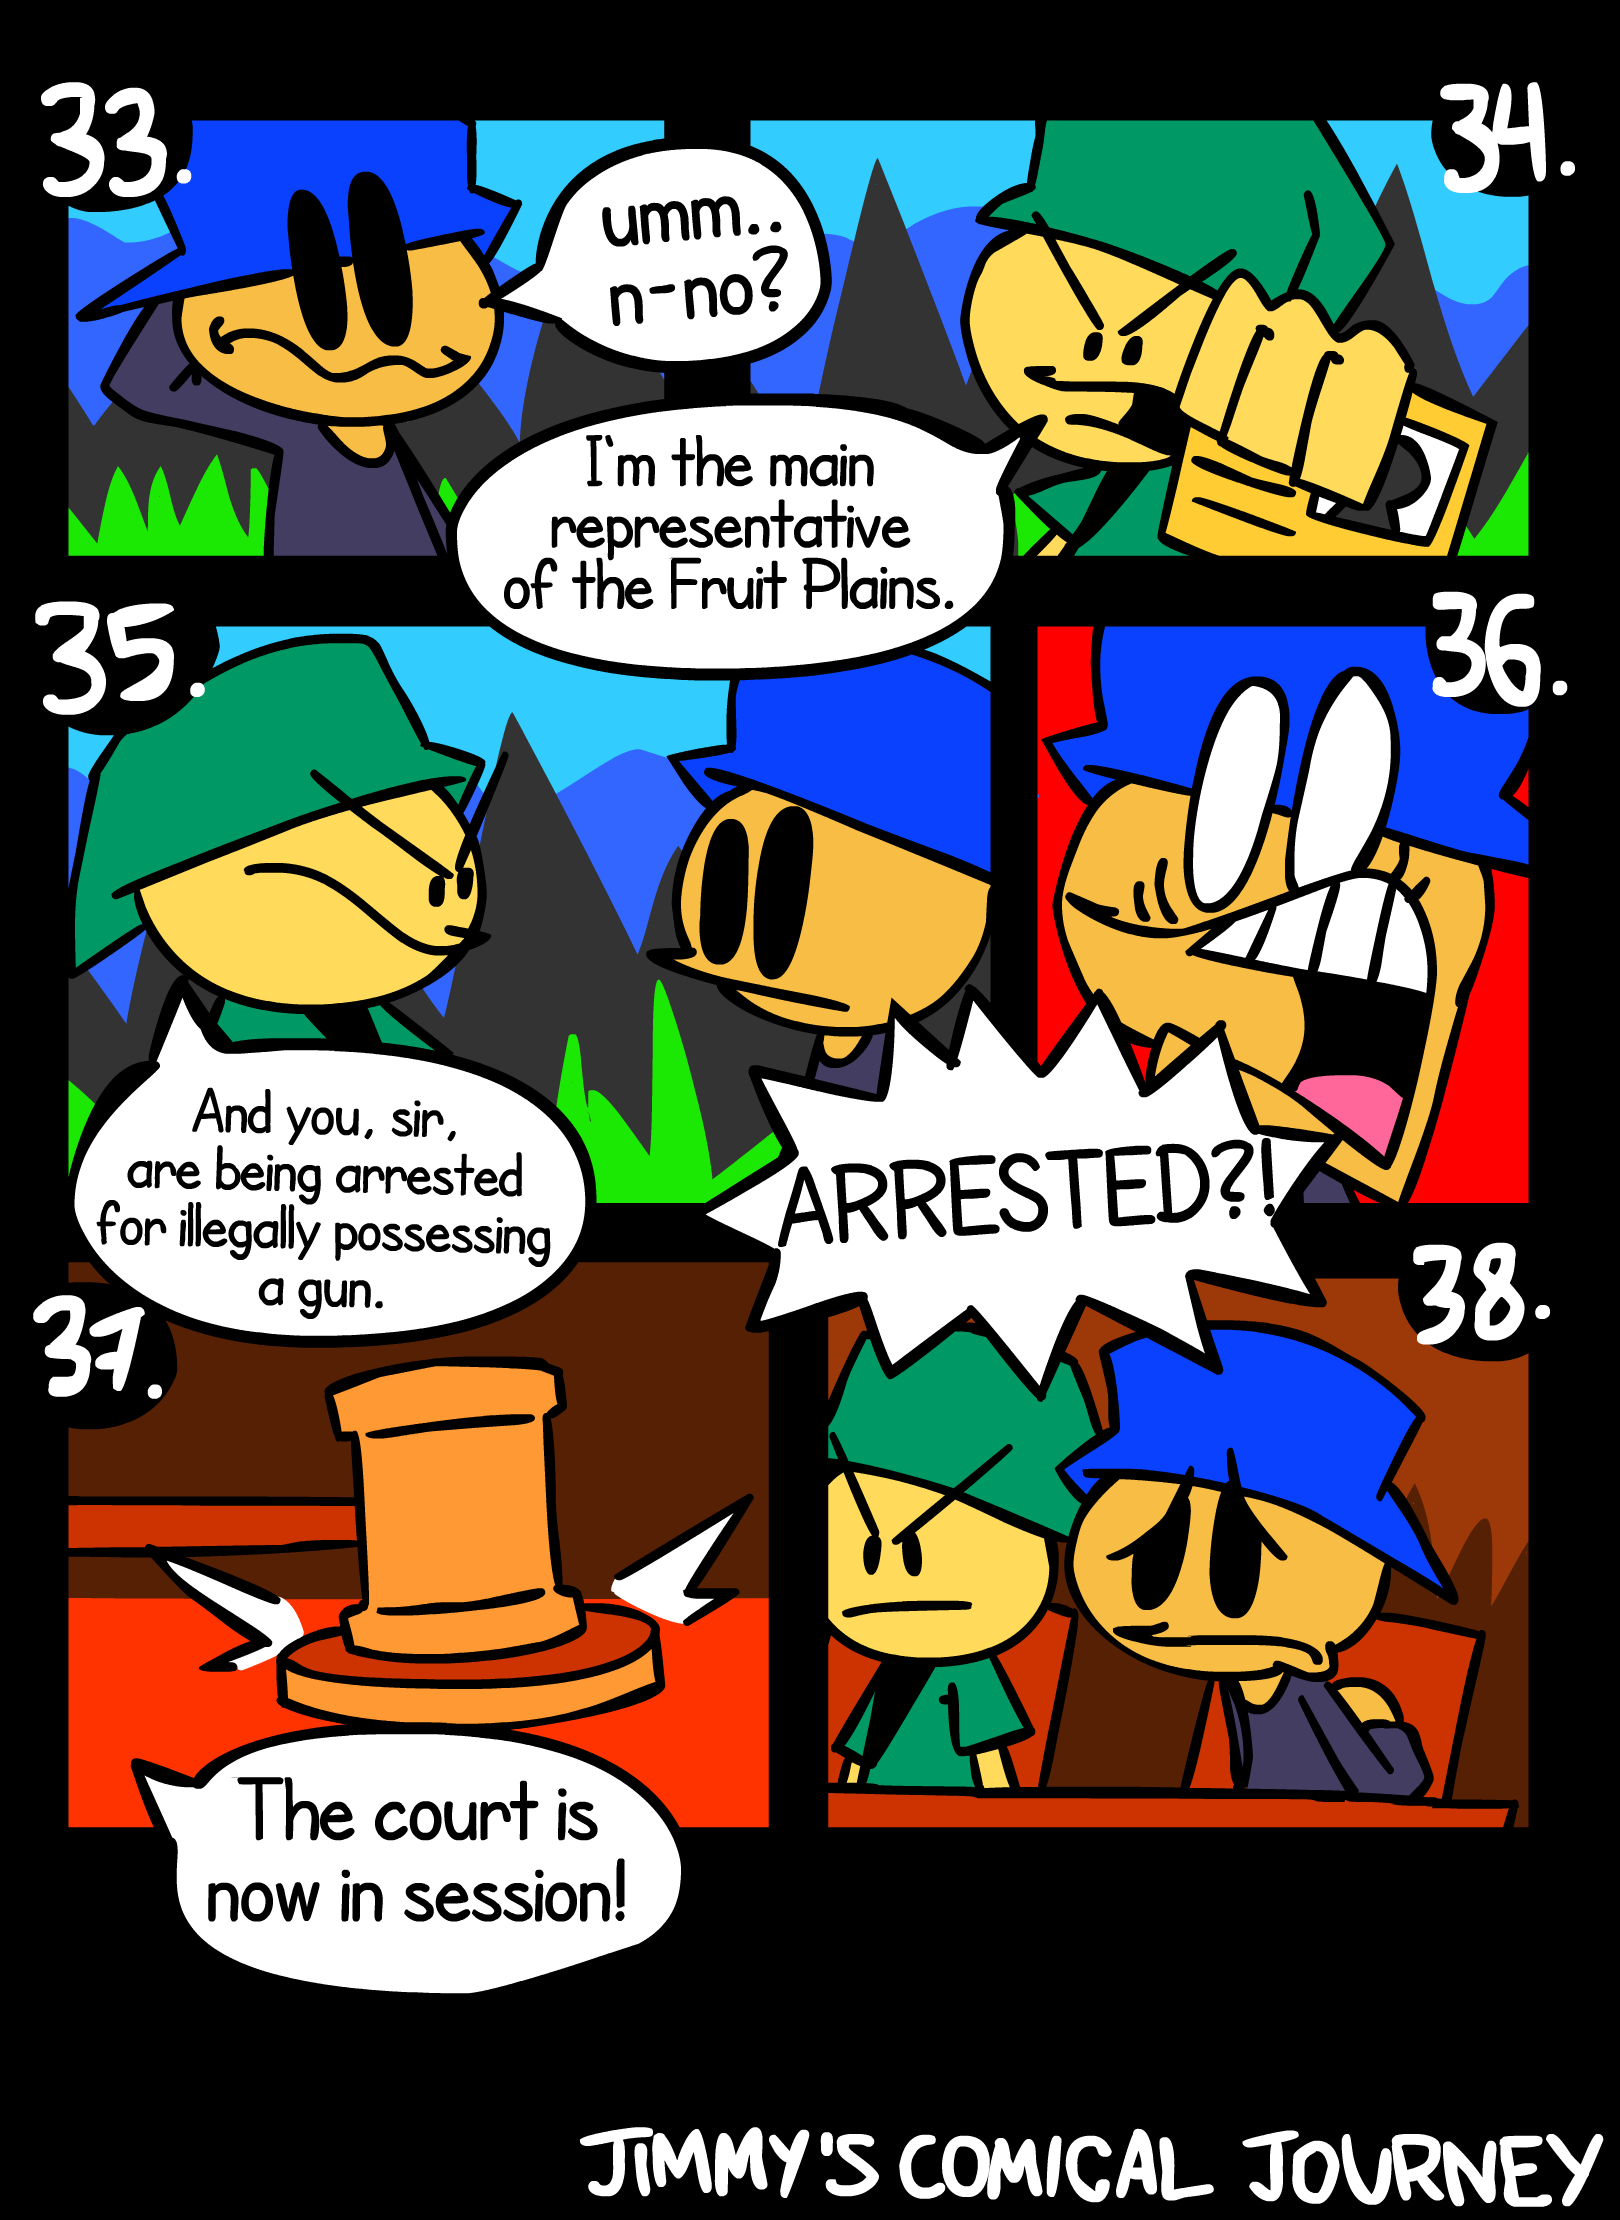 33.
umm..
n-no?
34.
I'm the main
representative
of the Fruit Plains.
35.
And you, sir,
are being arrested
for illegally possessing
a gun.
36.
ARRESTED?!
37.
The court is
now in session!
38.
JIMMY'S COMICAL JOURNEY